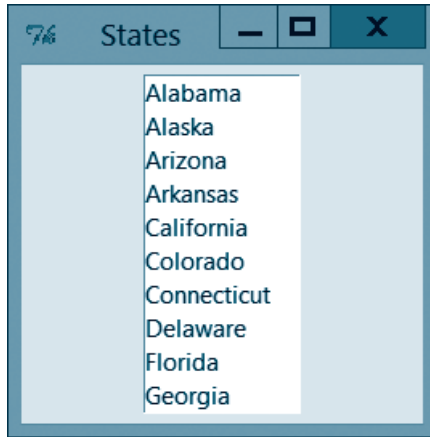 States
Alabama
Alaska
Arizona
Arkansas
California
Colorado
Connecticut
Delaware
Florida
Georgia